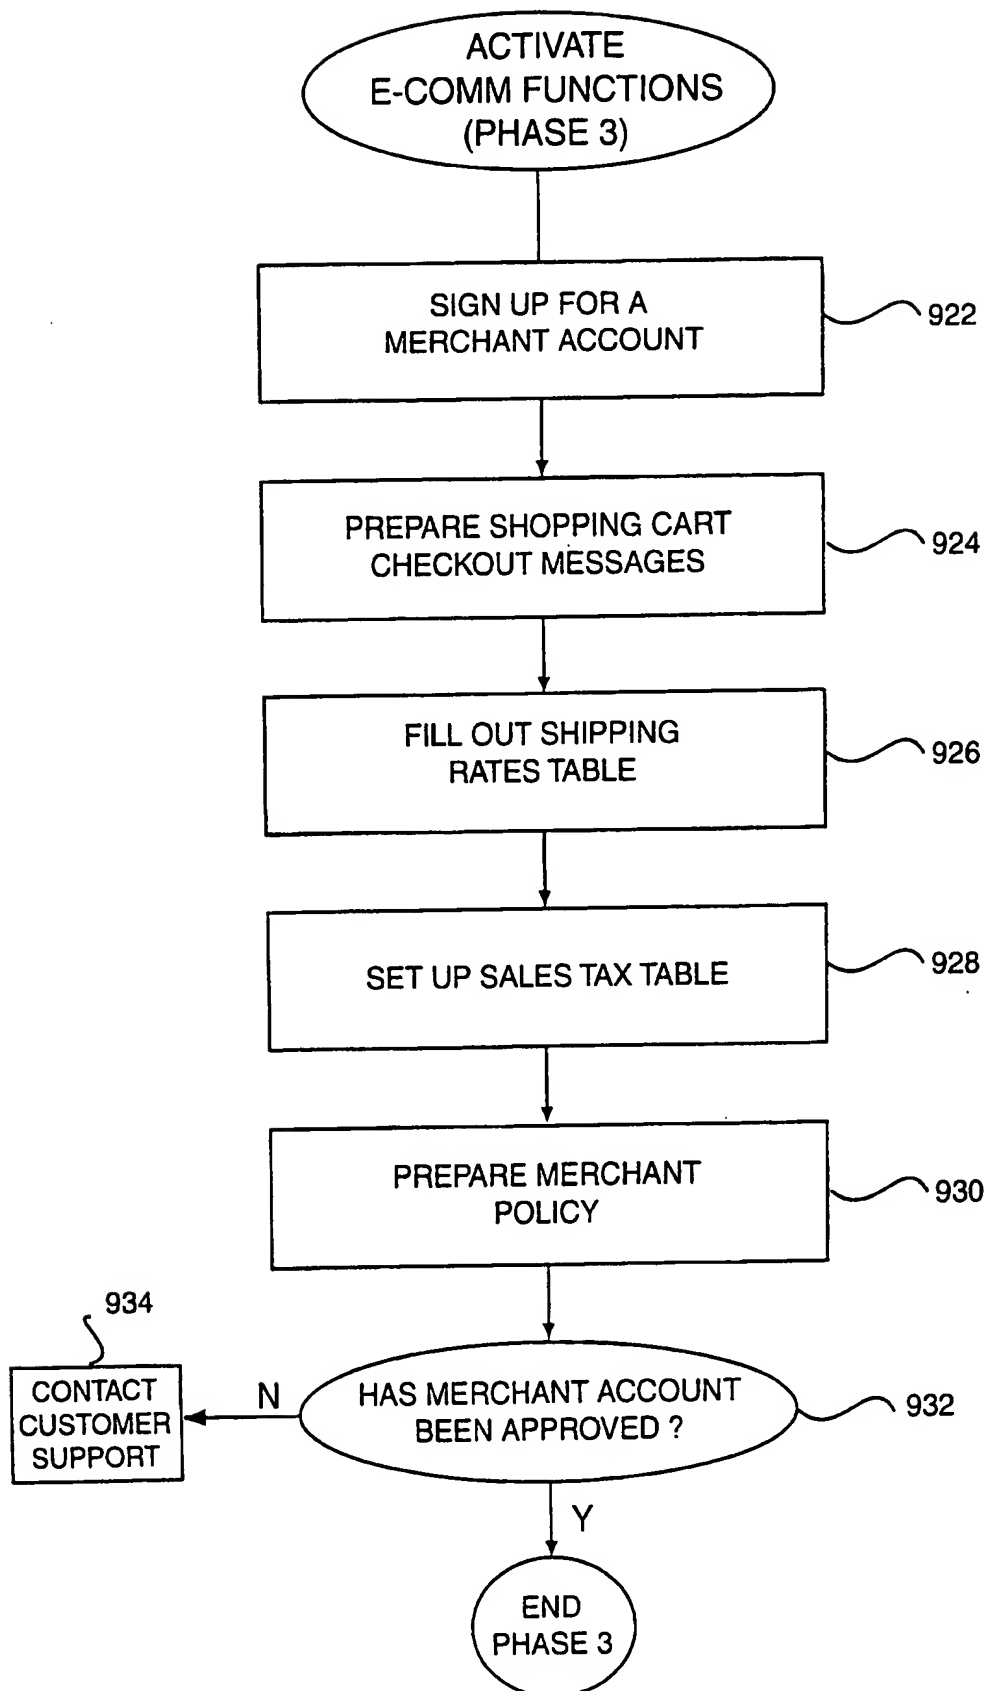 ACTIVATE
E-COMM FUNCTIONS
(PHASE 3)
SIGN UP FOR A
MERCHANT ACCOUNT
922
PREPARE SHOPPING CART
CHECKOUT MESSAGES
924
FILL OUT SHIPPING
RATES TABLE
926
SET UP SALES TAX TABLE
928
PREPARE MERCHANT
POLICY
930
934
CONTACT
CUSTOMER
SUPPORT
N
HAS MERCHANT ACCOUNT
BEEN APPROVED ?
932
Y
END
PHASE 3